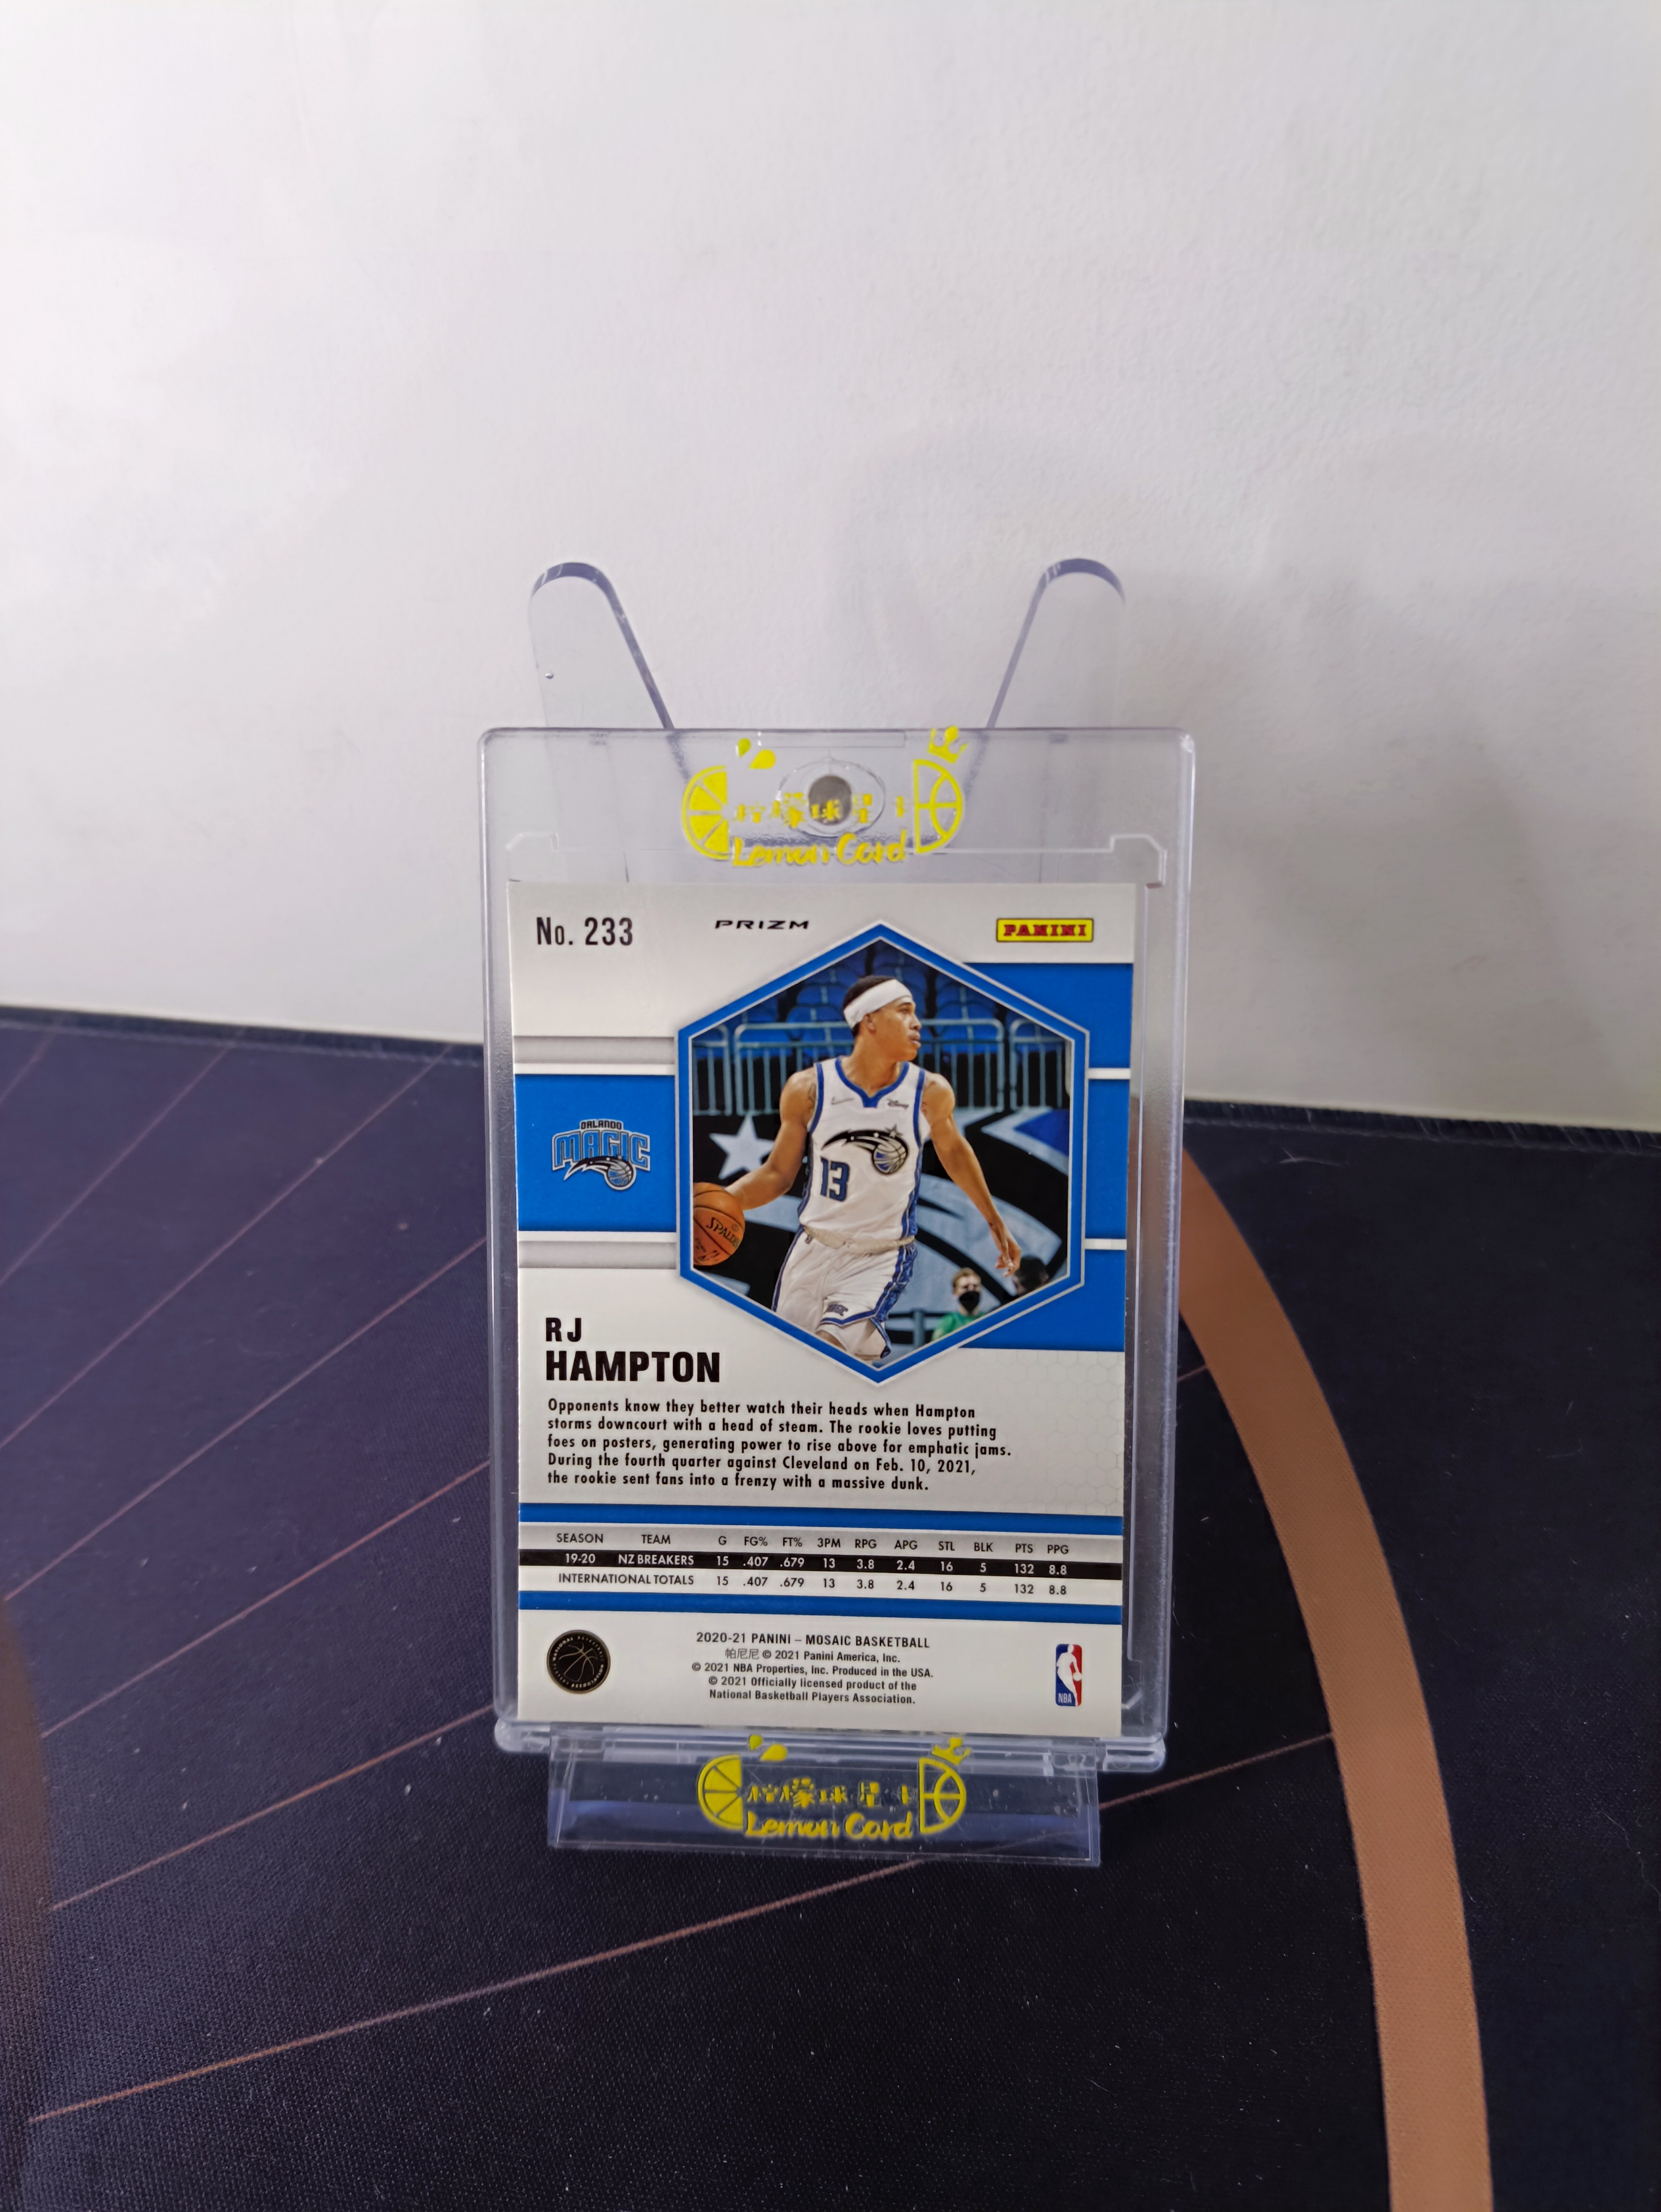 柠檬球星卡
Lemon Card
No. 233
PRIZM
PANINI
ORLANDO
MAGIC
Disney
13
SPALDING
RJ
HAMPTON
Opponents know they better watch their heads when Hampton
storms downcourt with a head of steam. The rookie loves putting
foes on posters, generating power to rise above for emphatic jams.
During the fourth quarter against Cleveland on Feb. 10, 2021,
the rookie sent fans into a frenzy with a massive dunk.
SEASON TEAM G FG% FT% 3PM RPG APG STL BLK PTS PPG
19-20 NZ BREAKERS 15 .407 .679 13 3.8 2.4 16 5 132 8.8
INTERNATIONAL TOTALS 15 .407 .679 13 3.8 2.4 16 5 132 8.8
2020-21 PANINI – MOSAIC BASKETBALL
帕尼尼 © 2021 Panini America, Inc.
© 2021 NBA Properties, Inc. Produced in the USA.
© 2021 Officially licensed product of the
National Basketball Players Association.
NBA
柠檬球星卡
Lemon Card